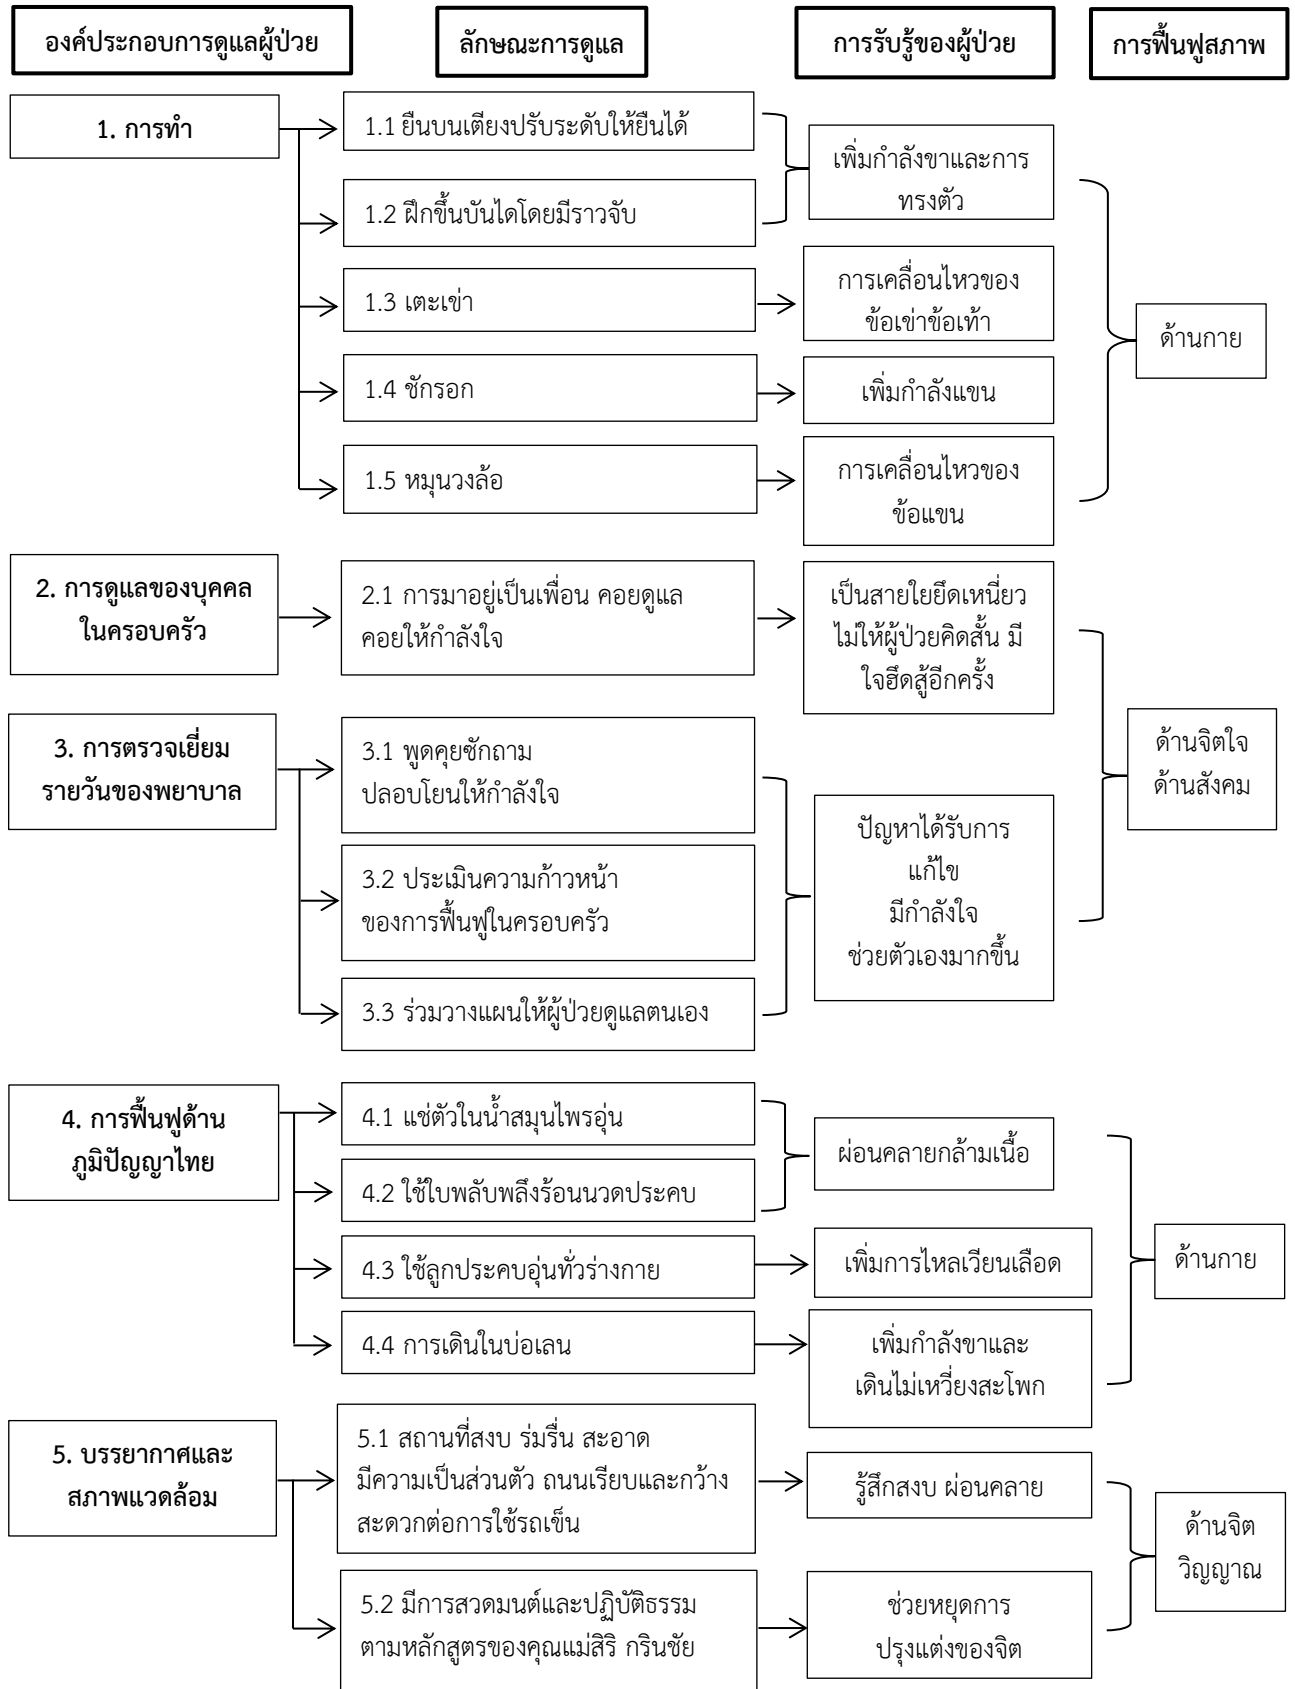 องค์ประกอบการดูแลผู้ป่วย
ลักษณะการดูแล
การรับรู้ของผู้ป่วย
การฟื้นฟูสภาพ
1. การทำ
1.1 ยืนบนเตียงปรับระดับให้ยืนได้
1.2 ฝึกขึ้นบันไดโดยมีราวจับ
เพิ่มกำลังขาและการ
ทรงตัว
1.3 เตะเข่า
การเคลื่อนไหวของ
ข้อเข่าข้อเท้า
1.4 ชักรอก
เพิ่มกำลังแขน
1.5 หมุนวงล้อ
การเคลื่อนไหวของ
ข้อแขน
ด้านกาย
2. การดูแลของบุคคล
ในครอบครัว
2.1 การมาอยู่เป็นเพื่อน คอยดูแล
คอยให้กำลังใจ
เป็นสายใยยึดเหนี่ยว
ไม่ให้ผู้ป่วยคิดสั้น มี
ใจฮึดสู้อีกครั้ง
3. การตรวจเยี่ยม
รายวันของพยาบาล
3.1 พูดคุยซักถาม
ปลอบโยนให้กำลังใจ
3.2 ประเมินความก้าวหน้า
ของการฟื้นฟูในครอบครัว
3.3 ร่วมวางแผนให้ผู้ป่วยดูแลตนเอง
ปัญหาได้รับการ
แก้ไข
มีกำลังใจ
ช่วยตัวเองมากขึ้น
ด้านจิตใจ
ด้านสังคม
4. การฟื้นฟูด้าน
ภูมิปัญญาไทย
4.1 แช่ตัวในน้ำสมุนไพรอุ่น
4.2 ใช้ใบพลับพลึงร้อนนวดประคบ
ผ่อนคลายกล้ามเนื้อ
4.3 ใช้ลูกประคบอุ่นทั่วร่างกาย
เพิ่มการไหลเวียนเลือด
4.4 การเดินในบ่อเลน
เพิ่มกำลังขาและ
เดินไม่เหวี่ยงสะโพก
ด้านกาย
5. บรรยากาศและ
สภาพแวดล้อม
5.1 สถานที่สงบ ร่มรื่น สะอาด
มีความเป็นส่วนตัว ถนนเรียบและกว้าง
สะดวกต่อการใช้รถเข็น
รู้สึกสงบ ผ่อนคลาย
5.2 มีการสวดมนต์และปฏิบัติธรรม
ตามหลักสูตรของคุณแม่สิริ กรินชัย
ช่วยหยุดการ
ปรุงแต่งของจิต
ด้านจิต
วิญญาณ